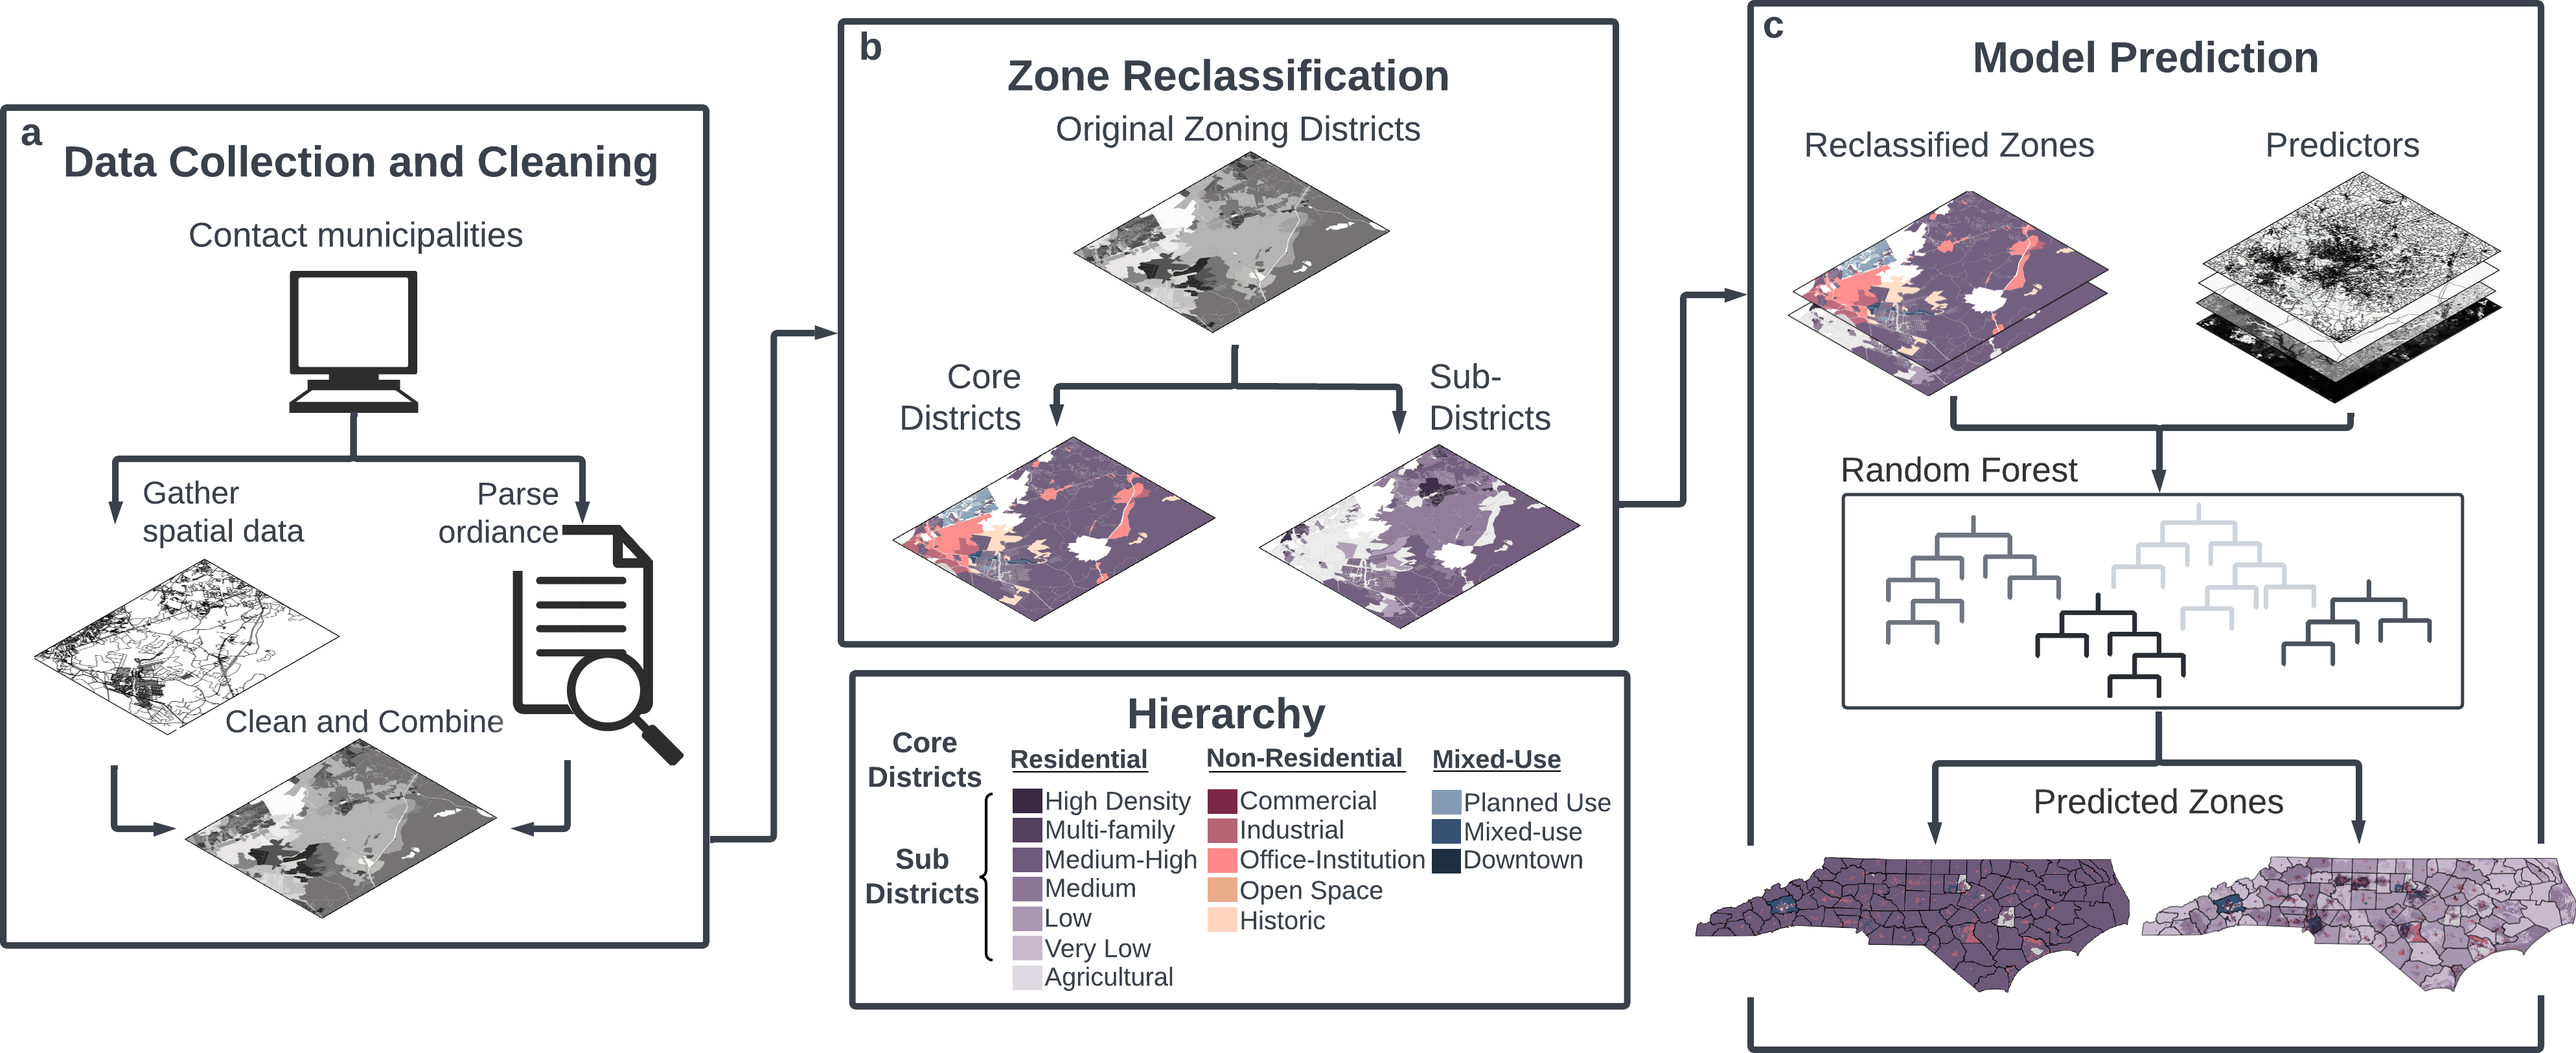 a
Data Collection and Cleaning
Contact municipalities
Gather
spatial data
Parse
ordiance
Clean and Combine
b
Zone Reclassification
Original Zoning Districts
Core
Districts
Sub-
Districts
Hierarchy
Core
Districts
Sub
Districts
Residential
High Density
Multi-family
Medium-High
Medium
Low
Very Low
Agricultural
Non-Residential
Commercial
Industrial
Office-Institution
Open Space
Historic
Mixed-Use
Planned Use
Mixed-use
Downtown
c
Model Prediction
Reclassified Zones
Predictors
Random Forest
Predicted Zones